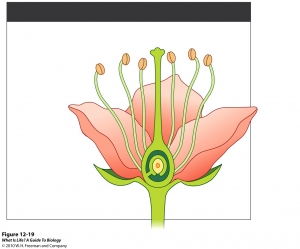 Figure 12-19
What Is Life? A Guide To Biology
© 2010 W.H. Freeman and Company